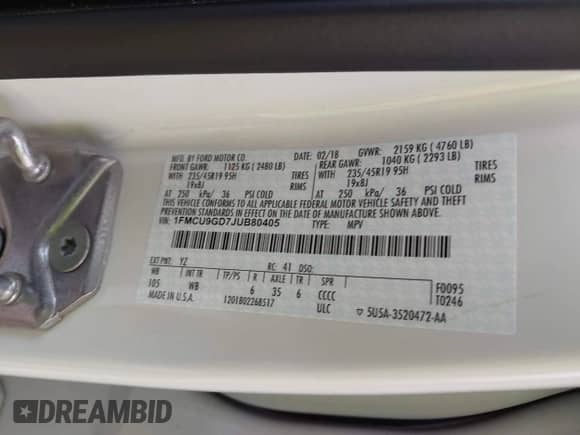 MFD. BY FORD MOTOR CO. 02/18 GVWR: 2159 KG ( 4760 LB)
FRONT GAWR: 1125 KG ( 2480 LB) REAR GAWR: 1040 KG ( 2293 LB)
WITH 235/45R19 95H TIRES WITH 235/45R19 95H TIRES
19x8J RIMS 19x8J RIMS
AT 250 kPa/ 36 PSI COLD AT 250 kPa/ 36 PSI COLD
THIS VEHICLE CONFORMS TO ALL APPLICABLE FEDERAL MOTOR VEHICLE SAFETY AND THEFT
PREVENTION STANDARDS IN EFFECT ON THE DATE OF MANUFACTURE SHOWN ABOVE.
VIN: 1FMCU9GD7JUB80405 TYPE: MPV
EXT PNT: YZ RC: 41 DSO:
WB INT TR TP/PS R AXLE TR SPR F0095
105 WB 6 35 6 CCCC T0246
MADE IN U.S.A. 1201802268517 ULC 5U5A-3520472-AA
DREAMBID